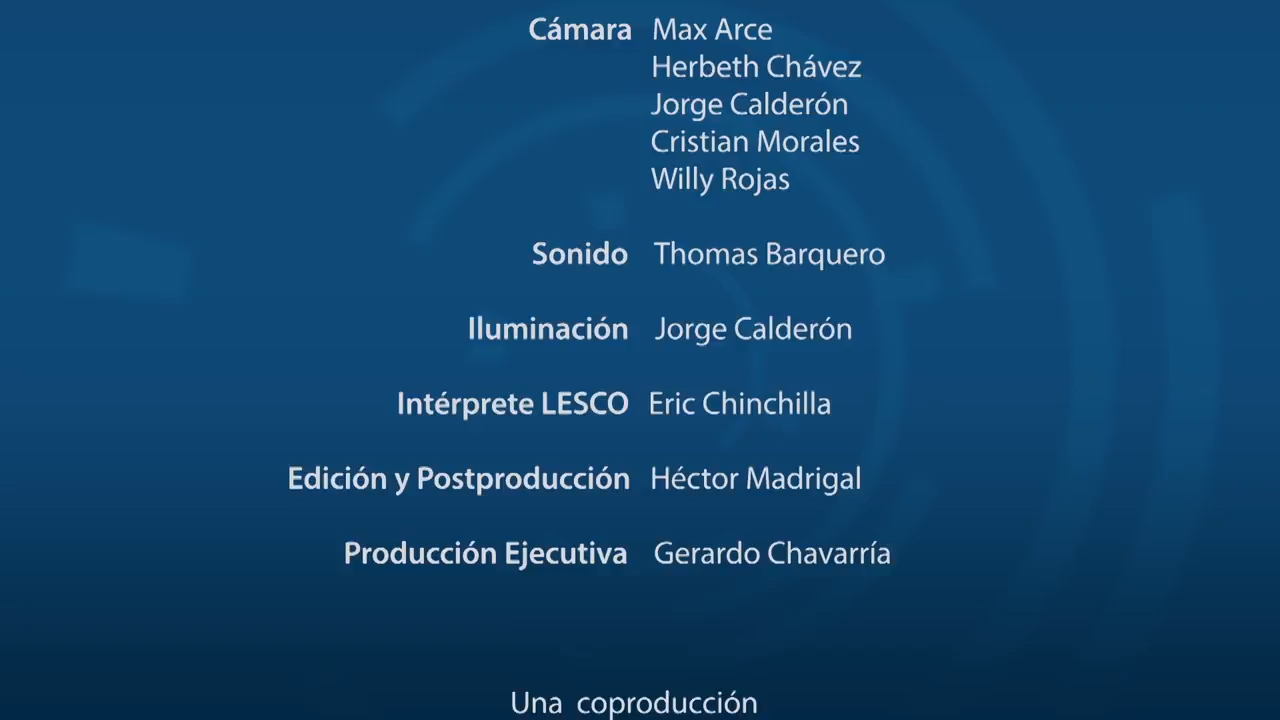 Cámara Max Arce
Herbeth Chávez
Jorge Calderón
Cristian Morales
Willy Rojas
Sonido Thomas Barquero
Iluminación Jorge Calderón
Intérprete LESCO Eric Chinchilla
Edición y Postproducción Héctor Madrigal
Producción Ejecutiva Gerardo Chavarría
Una coproducción